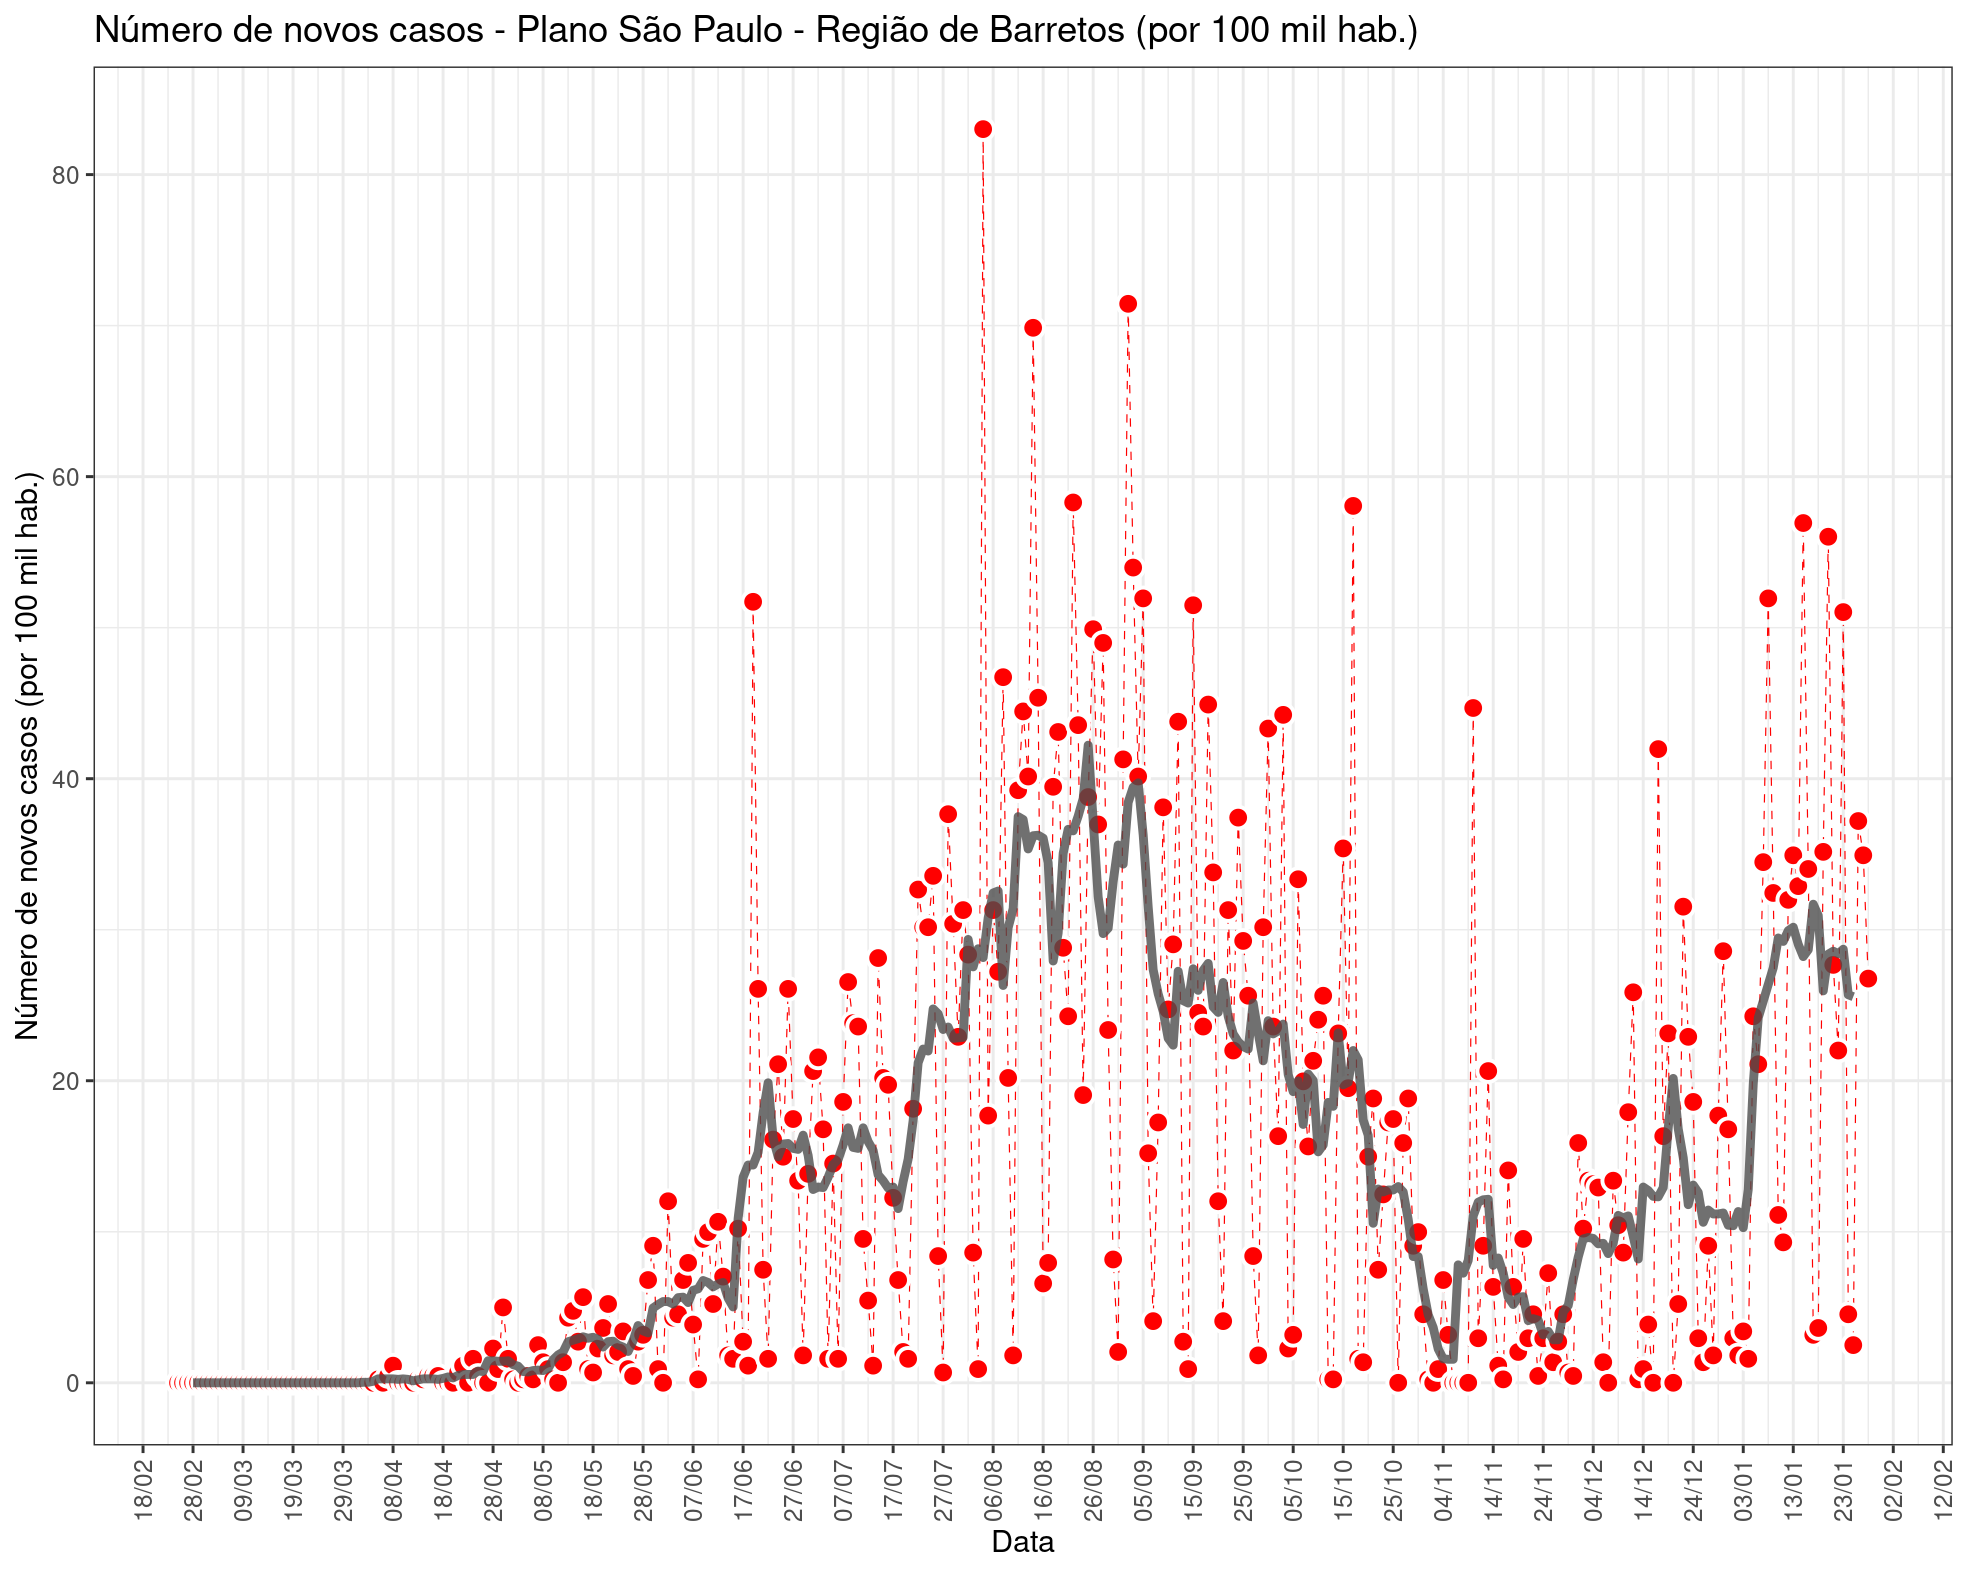 Número de novos casos - Plano São Paulo - Região de Barretos (por 100 mil hab.)
Número de novos casos (por 100 mil hab.)
80
60
40
20
0
18/02 28/02 09/03 19/03 29/03 08/04 18/04 28/04 08/05 18/05 28/05 07/06 17/06 27/06 07/07 17/07 27/07 06/08 16/08 26/08 05/09 15/09 25/09 05/10 15/10 25/10 04/11 14/11 24/11 04/12 14/12 24/12 03/01 13/01 23/01 02/02 12/02
Data